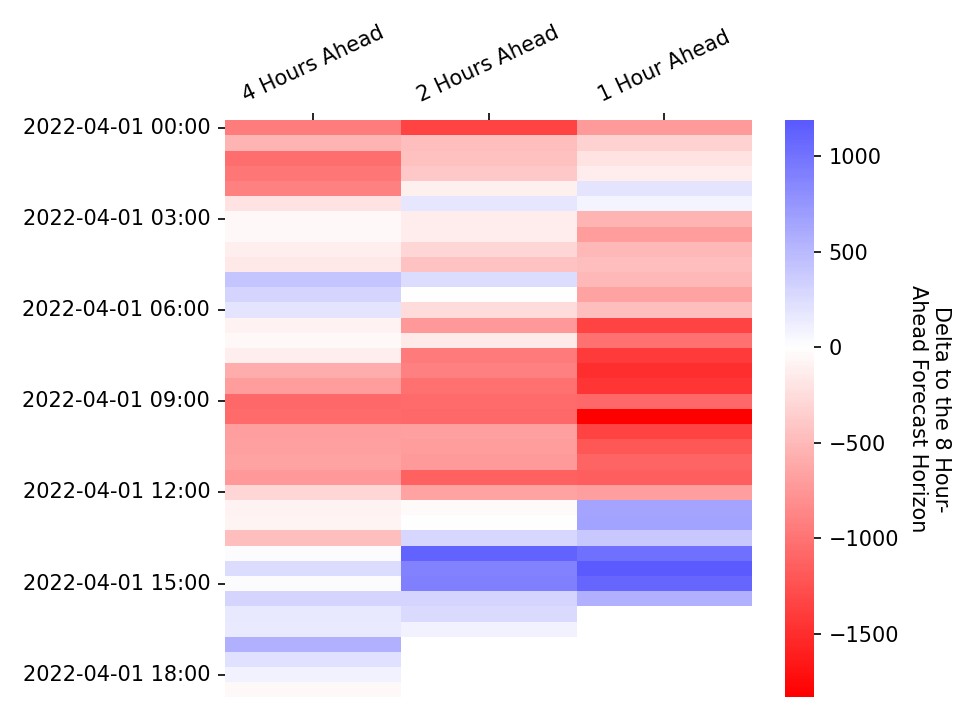 4 Hours Ahead
2 Hours Ahead
1 Hour Ahead
2022-04-01 00:00
2022-04-01 03:00
2022-04-01 06:00
2022-04-01 09:00
2022-04-01 12:00
2022-04-01 15:00
2022-04-01 18:00
1000
500
0
−500
−1000
−1500
Delta to the 8 Hour-
Ahead Forecast Horizon